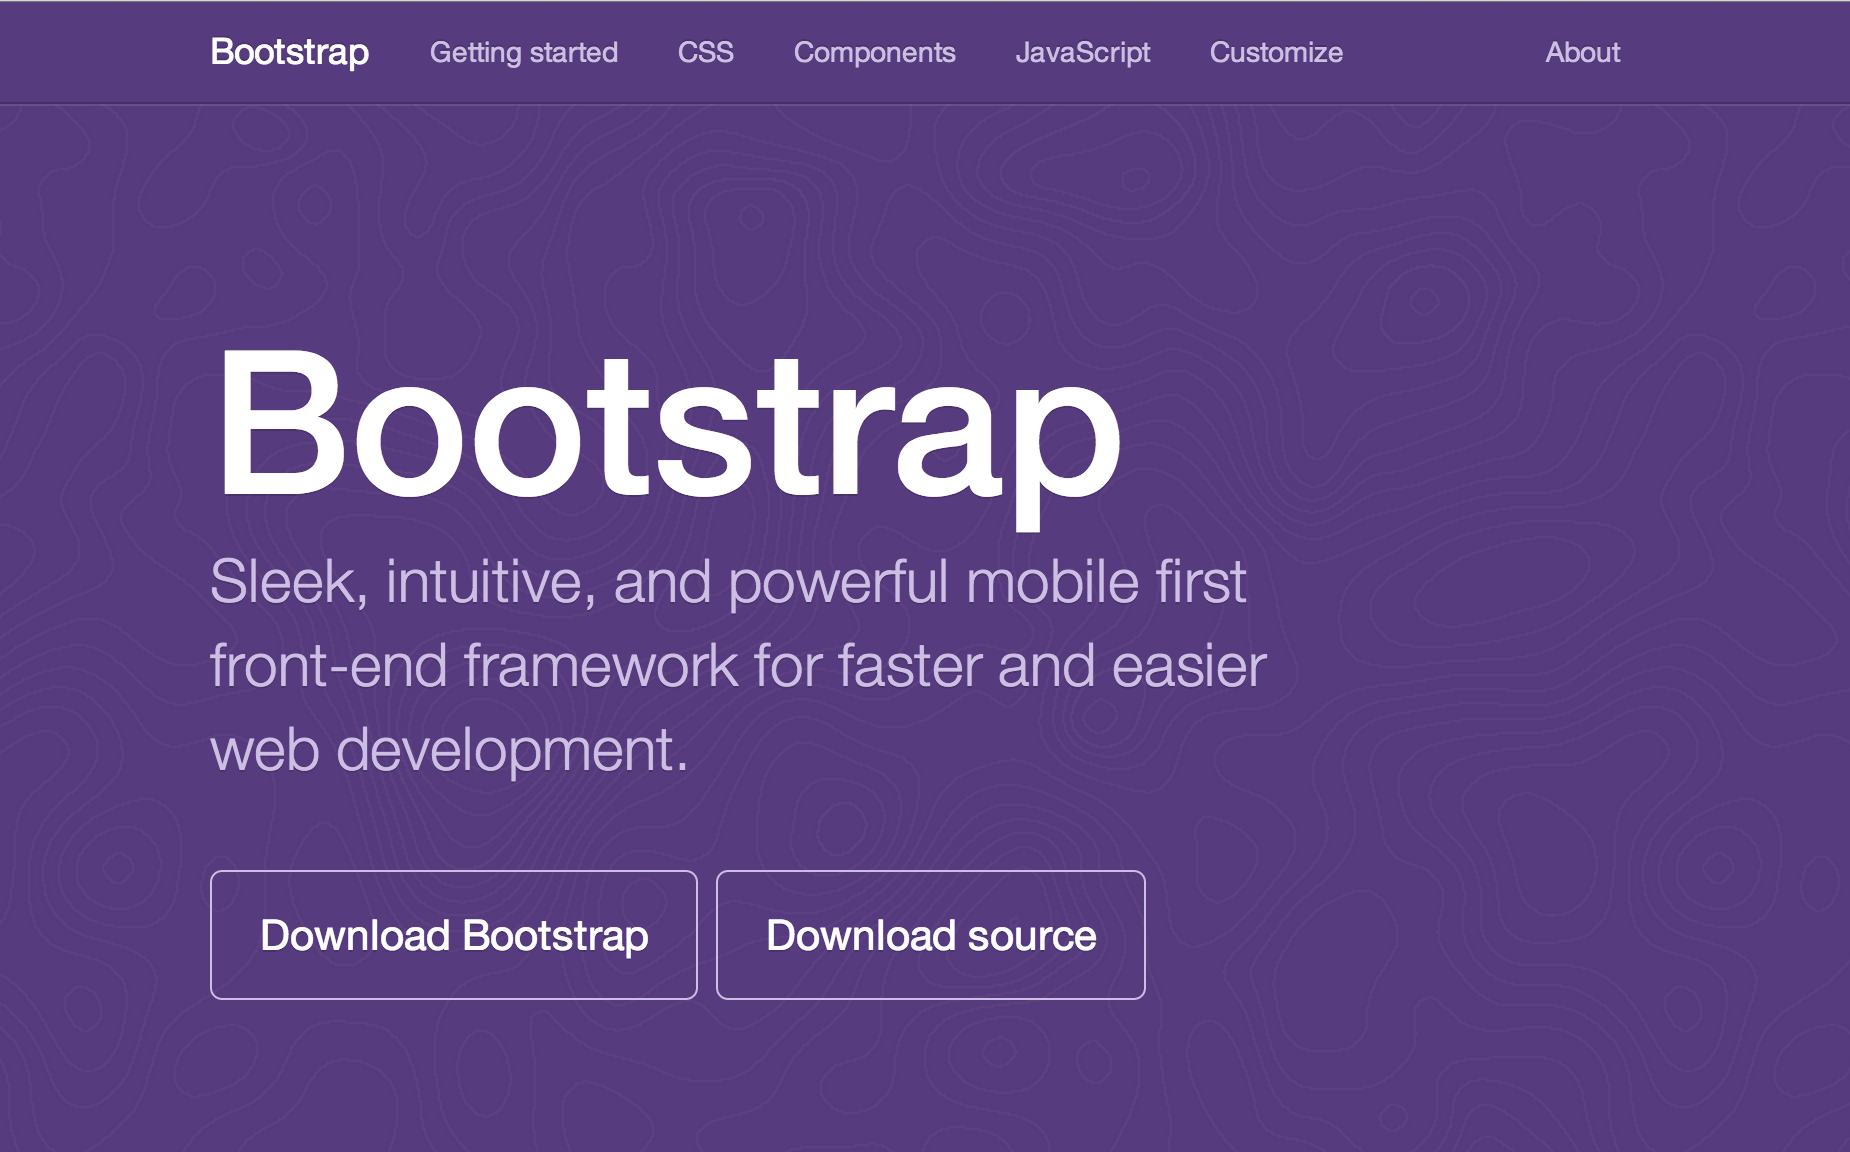 Bootstrap Getting started CSS Components JavaScript Customize About
Bootstrap
Sleek, intuitive, and powerful mobile first
front-end framework for faster and easier
web development.
Download Bootstrap Download source